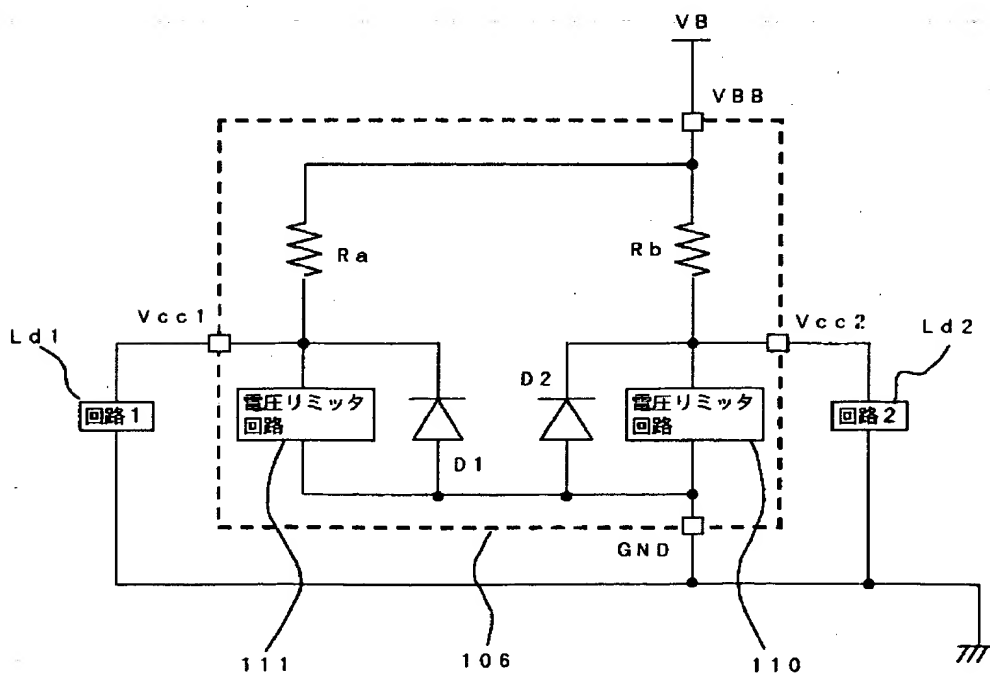 VB
VBB
Ra
Rb
Vcc1
Vcc2
Ld1
Ld2
D2
電圧リミッタ
回路
電圧リミッタ
回路
回路1
回路2
D1
GND
111
106
110